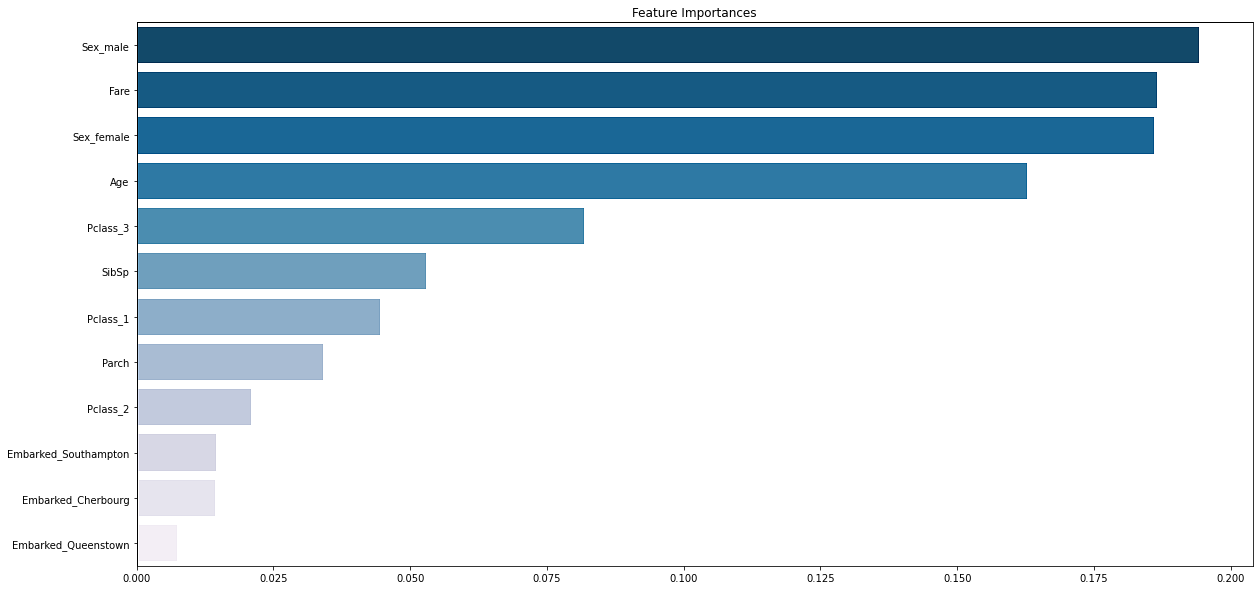 Feature Importances
Sex_male
Fare
Sex_female
Age
Pclass_3
SibSp
Pclass_1
Parch
Pclass_2
Embarked_Southampton
Embarked_Cherbourg
Embarked_Queenstown
0.000 0.025 0.050 0.075 0.100 0.125 0.150 0.175 0.200